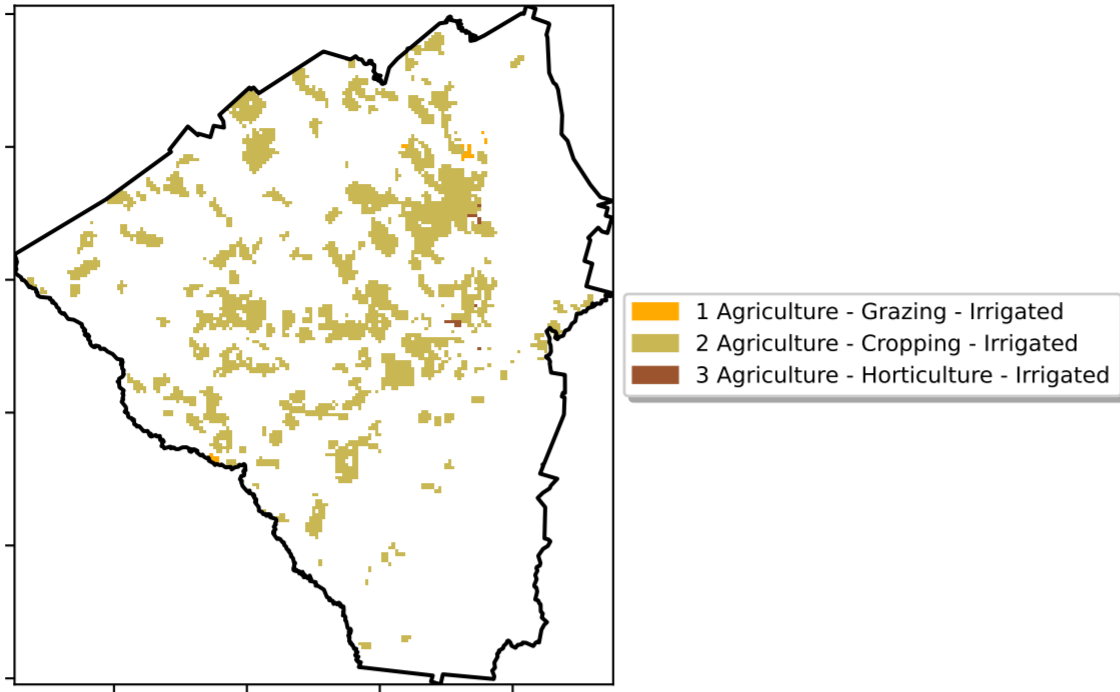 1 Agriculture - Grazing - Irrigated
2 Agriculture - Cropping - Irrigated
3 Agriculture - Horticulture - Irrigated